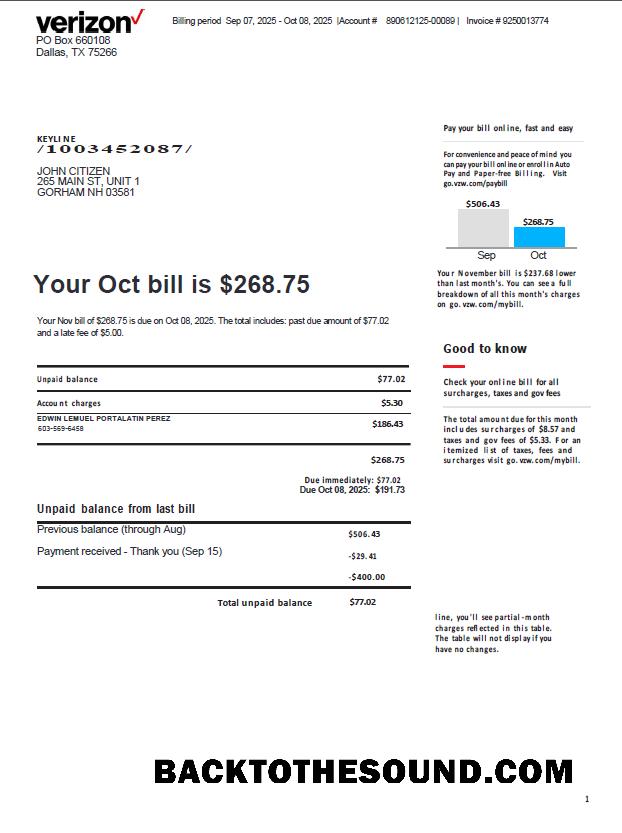 verizon
Billing period Sep 07, 2025 - Oct 08, 2025 |Account # 890612125-00089 | Invoice # 9250013774
PO Box 660108
Dallas, TX 75266
KEYLINE
/1003452087/
JOHN CITIZEN
265 MAIN ST, UNIT 1
GORHAM NH 03581
Pay your bill online, fast and easy
For convenience and peace of mind you
can pay your bill online or enroll in Auto
Pay and Paper-free Billing. Visit
go.vzw.com/paybill
$506.43
$268.75
Sep Oct
Your November bill is $237.68 lower
than last month's. You can see a full
breakdown of all this month's charges
on go.vzw.com/mybill.
Your Oct bill is $268.75
Your Nov bill of $268.75 is due on Oct 08, 2025. The total includes: past due amount of $77.02
and a late fee of $5.00.
Good to know
Check your online bill for all
surcharges, taxes and gov fees
The total amount due for this month
includes surcharges of $8.57 and
taxes and gov fees of $5.33. For an
itemized list of taxes, fees and
surcharges visit go.vzw.com/mybill.
Unpaid balance $77.02
Account charges $5.30
EDWIN LEMUEL PORTALATIN PEREZ
603-569-6458 $186.43
$268.75
Due immediately: $77.02
Due Oct 08, 2025: $191.73
Unpaid balance from last bill
Previous balance (through Aug) $506.43
Payment received - Thank you (Sep 15) -$29.41
-$400.00
Total unpaid balance $77.02
line, you'll see partial-month
charges reflected in this table.
The table will not display if you
have no changes.
BACKTOTHESOUND.COM
1